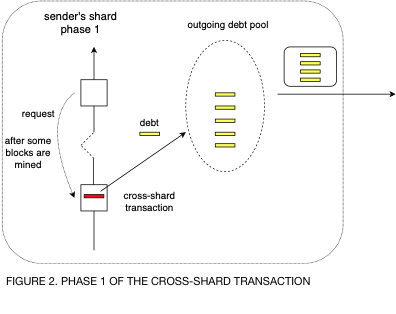 sender's shard
phase 1
outgoing debt pool
request
debt
after some
blocks are
mined
cross-shard
transaction
FIGURE 2. PHASE 1 OF THE CROSS-SHARD TRANSACTION